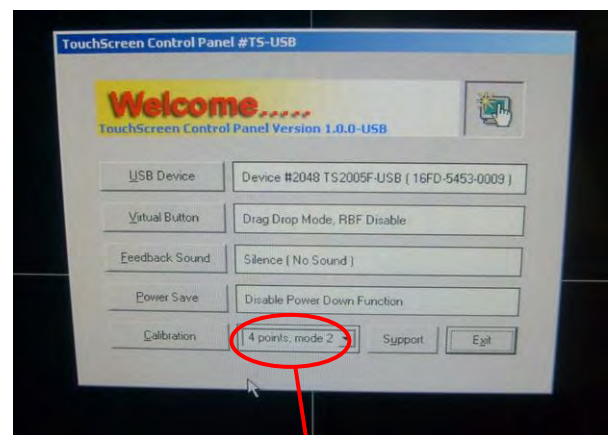 TouchScreen Control Panel #TS-USB
Welcome.....
TouchScreen Control Panel Version 1.0.0-USB
USB Device
Device #2048 TS2005F-USB ( 16FD-5453-0009 )
Virtual Button
Drag Drop Mode, RBF Disable
Feedback Sound
Silence ( No Sound )
Power Save
Disable Power Down Function
Calibration
4 points, mode 2
Support
Exit